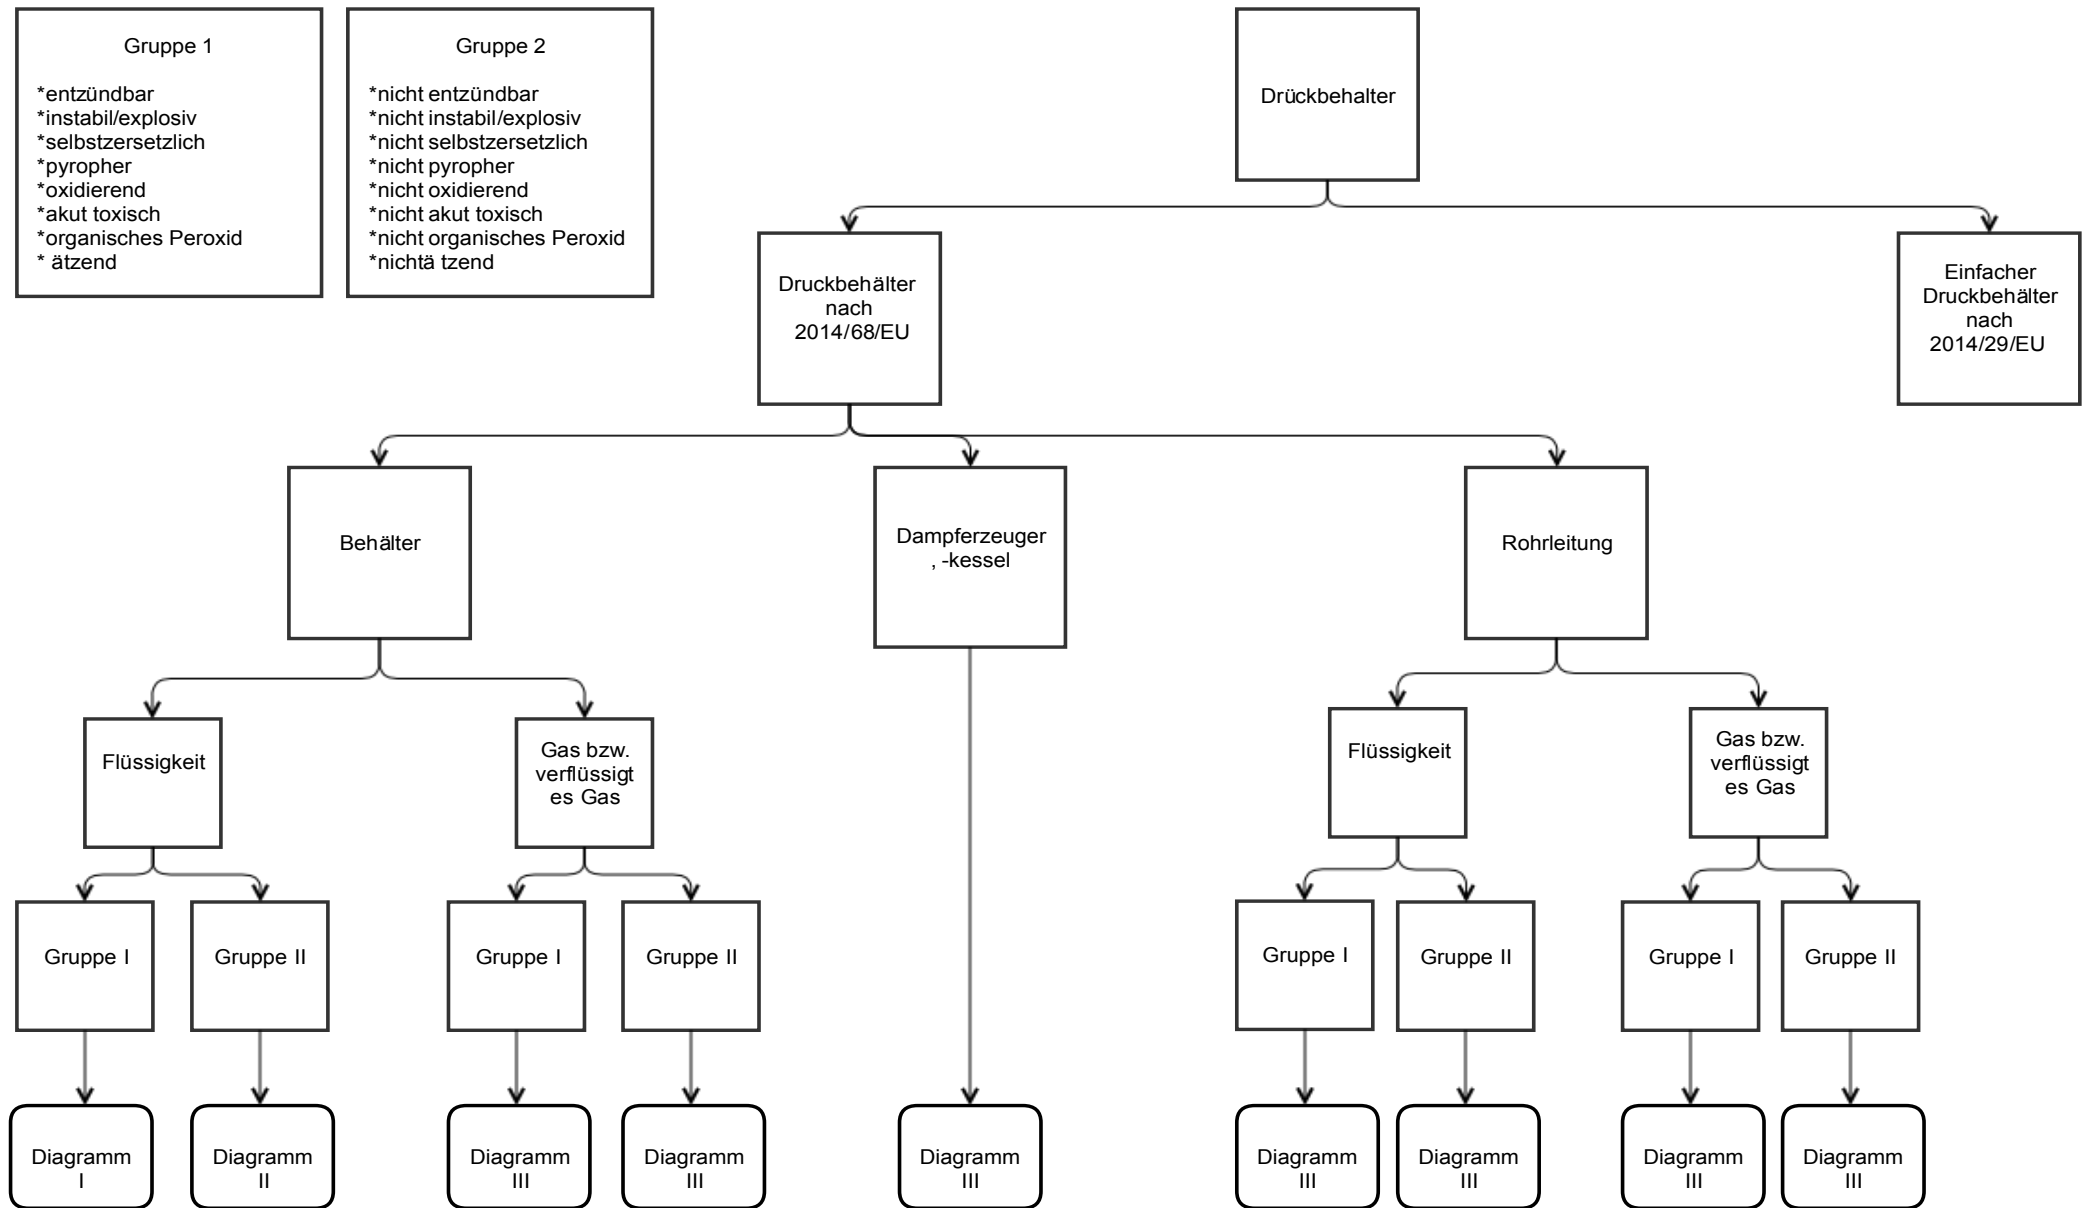 Gruppe 1
*entzündbar
*instabil/explosiv
*selbstzersetzlich
*pyropher
*oxidierend
*akut toxisch
*organisches Peroxid
* ätzend
Gruppe 2
*nicht entzündbar
*nicht instabil/explosiv
*nicht selbstzersetzlich
*nicht pyropher
*nicht oxidierend
*nicht akut toxisch
*nicht organisches Peroxid
*nichtä tzend
Drückbehalter
Druckbehälter
nach
2014/68/EU
Einfacher
Druckbehälter
nach
2014/29/EU
Behälter
Dampferzeuger
, -kessel
Rohrleitung
Flüssigkeit
Gas bzw.
verflüssigt
es Gas
Flüssigkeit
Gas bzw.
verflüssigt
es Gas
Gruppe I
Gruppe II
Gruppe I
Gruppe II
Gruppe I
Gruppe II
Gruppe I
Gruppe II
Diagramm
I
Diagramm
II
Diagramm
III
Diagramm
III
Diagramm
III
Diagramm
III
Diagramm
III
Diagramm
III
Diagramm
III